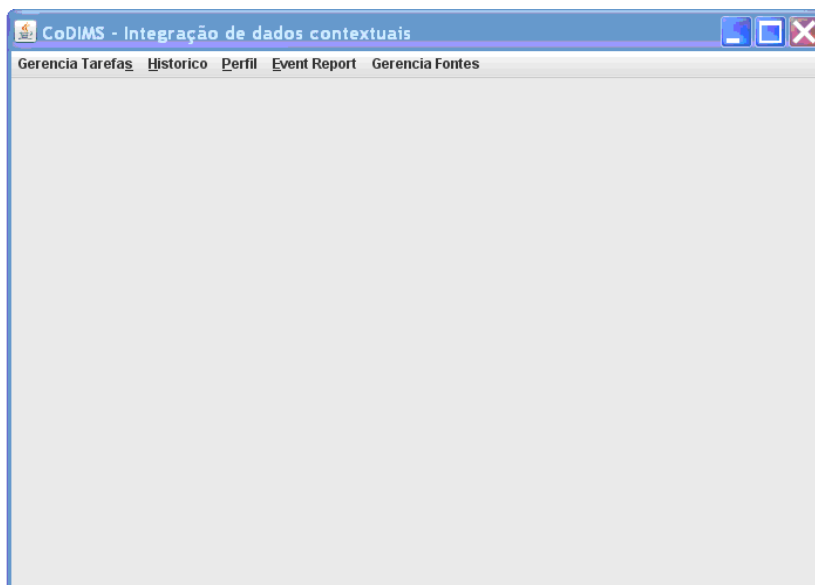 CoDIMS - Integração de dados contextuais
Gerencia Tarefas Historico Perfil Event Report Gerencia Fontes